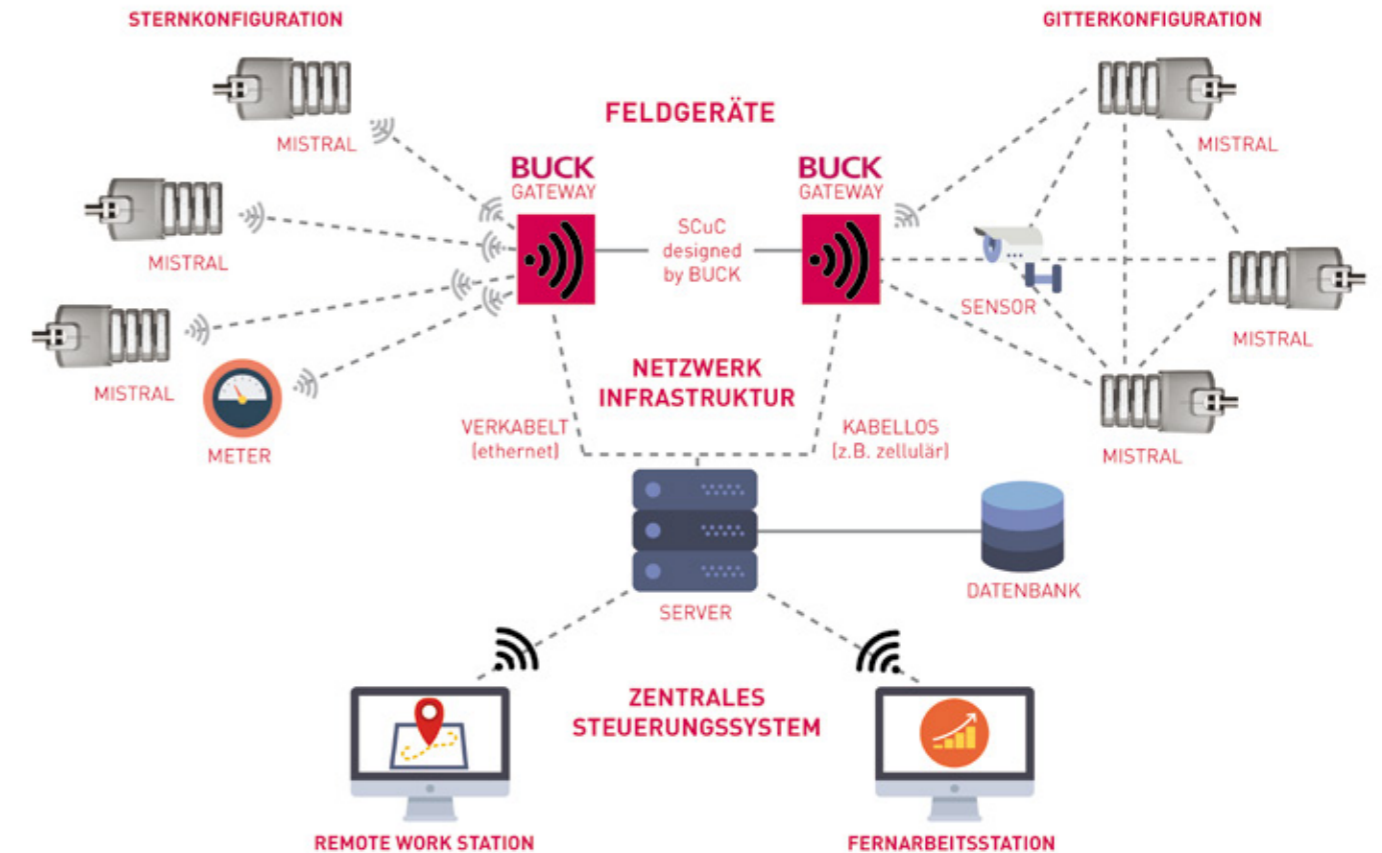 STERNKONFIGURATION
GITTERKONFIGURATION
FELDGERÄTE
MISTRAL
MISTRAL
BUCK
GATEWAY
BUCK
GATEWAY
SCuC
designed
by BUCK
MISTRAL
SENSOR
MISTRAL
MISTRAL
METER
NETZWERK
INFRASTRUKTUR
VERKABELT
(ethernet)
KABELLOS
(z.B. zellulär)
MISTRAL
SERVER
DATENBANK
ZENTRALES
STEUERUNGSSYSTEM
REMOTE WORK STATION
FERNARBEITSSTATION